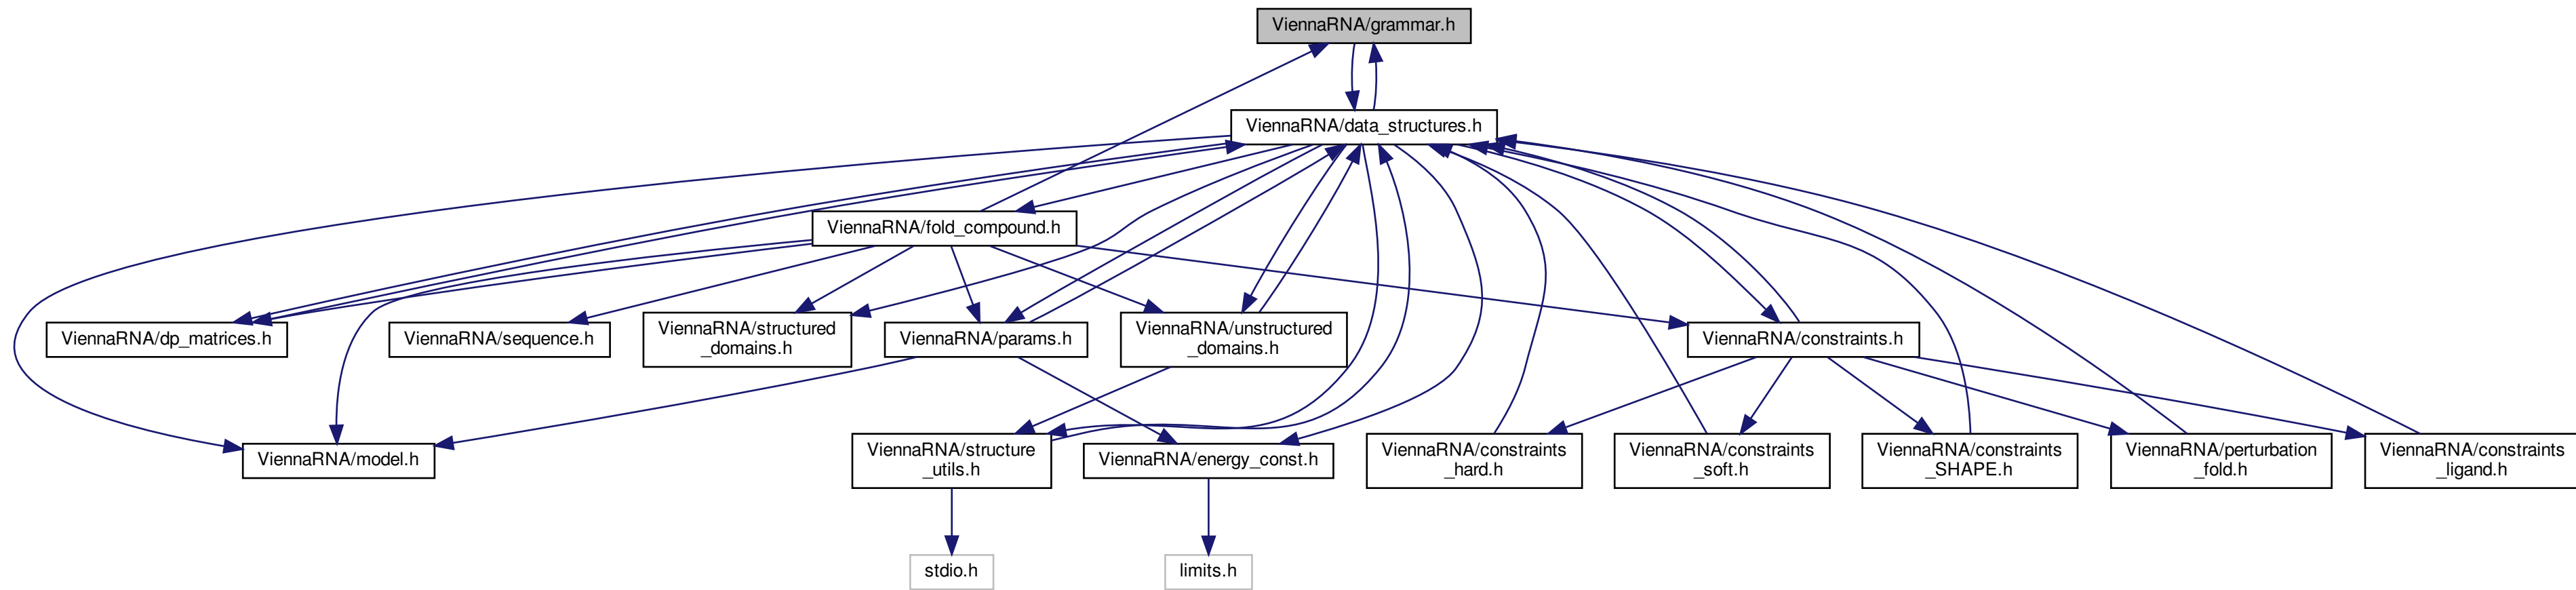 ViennaRNA/grammar.h
ViennaRNA/data_structures.h
ViennaRNA/fold_compound.h
ViennaRNA/dp_matrices.h
ViennaRNA/sequence.h
ViennaRNA/structured
_domains.h
ViennaRNA/params.h
ViennaRNA/unstructured
_domains.h
ViennaRNA/constraints.h
ViennaRNA/model.h
ViennaRNA/structure
_utils.h
ViennaRNA/energy_const.h
ViennaRNA/constraints
_hard.h
ViennaRNA/constraints
_soft.h
ViennaRNA/constraints
_SHAPE.h
ViennaRNA/perturbation
_fold.h
ViennaRNA/constraints
_ligand.h
stdio.h
limits.h